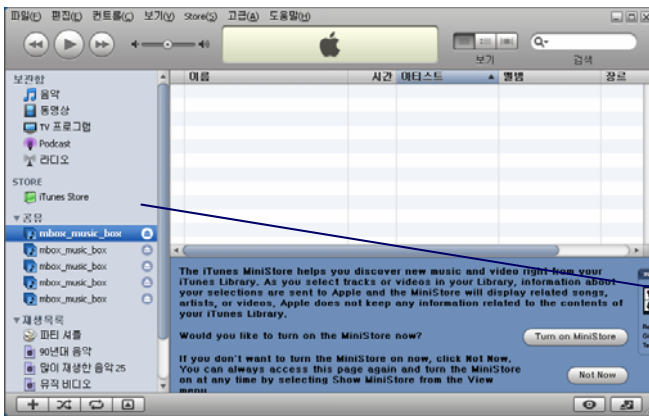 파일(F) 편집(E) 컨트롤(C) 보기(V) Store(S) 고급(A) 도움말(H)
Q-
보기 검색
이름 시간 아티스트 앨범 장르
보관함
음악
동영상
TV 프로그램
Podcast
라디오
STORE
iTunes Store
공유
mbox_music_box
mbox_music_box
mbox_music_box
mbox_music_box
mbox_music_box
재생목록
파티 셔플
90년대 음악
많이 재생한 음악 25
뮤직 비디오
The iTunes MiniStore helps you discover new music and video right from your
iTunes Library. As you select tracks or videos in your Library, information about
your selections are sent to Apple and the MiniStore will display related songs,
artists, or videos. Apple does not keep any information related to the contents of
your iTunes Library.
Would you like to turn on the MiniStore now?
Turn on MiniStore
If you don't want to turn the MiniStore on now, click Not Now.
You can always access this page again and turn the MiniStore
on at any time by selecting Show MiniStore from the View
menu.
Not Now